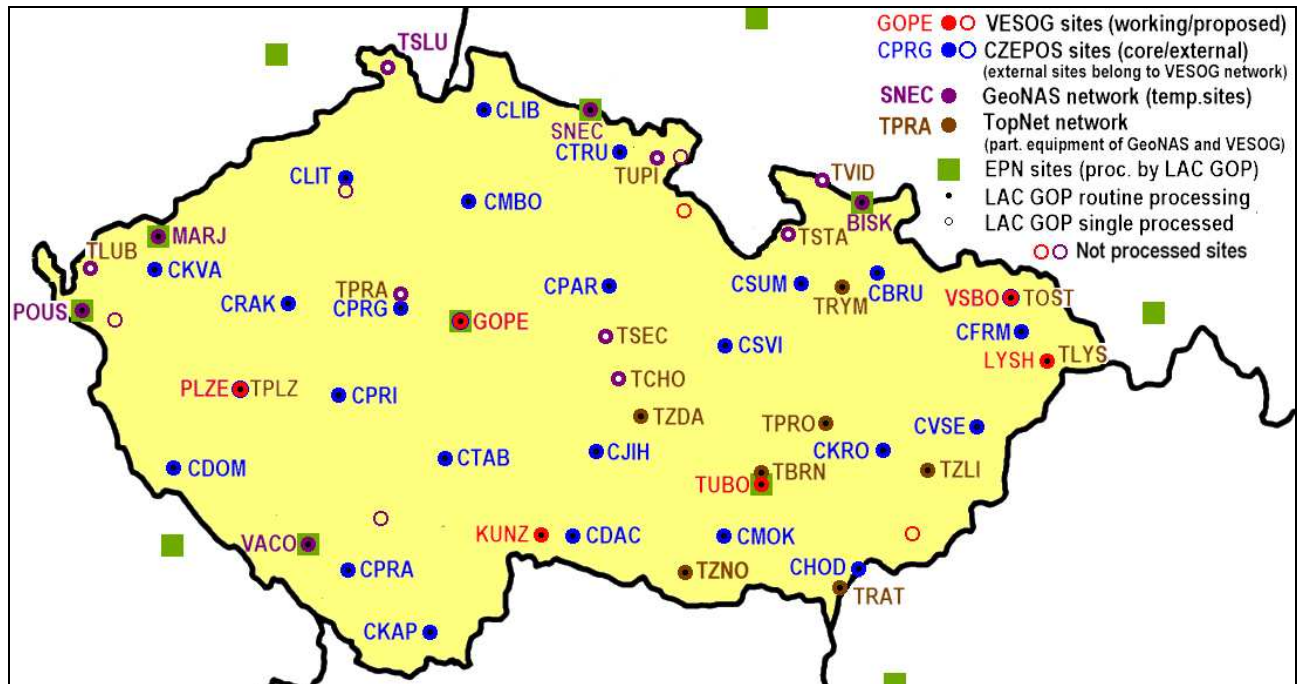 GOPE VESOG sites (working/proposed)
CPRG CZEPOS sites (core/external)
(external sites belong to VESOG network)
SNEC GeoNAS network (temp.sites)
TPRA TopNet network
(part. equipment of GeoNAS and VESOG)
EPN sites (proc. by LAC GOP)
LAC GOP routine processing
LAC GOP single processed
Not processed sites
TSLU
CLIB
SNEC
CTRU
TUPI
CLIT
TVID
CMBO
BISK
MARJ
TSTA
TLUB
CKVA
CPAR
CSUM
TRYM
CBRU
TPRA
CRAK
CPRG
VSBO TOST
POUS
GOPE
CFRM
TSEC
CSVI
LYSH TLYS
TCHO
PLZE TPLZ
CPRI
TZDA
TPRO
CVSE
CKRO
CTAB
CJIH
CDOM
TBRN
TZLI
TUBO
KUNZ
CDAC
CMOK
VACO
CPRA
TZNO
CHOD
TRAT
CKAP